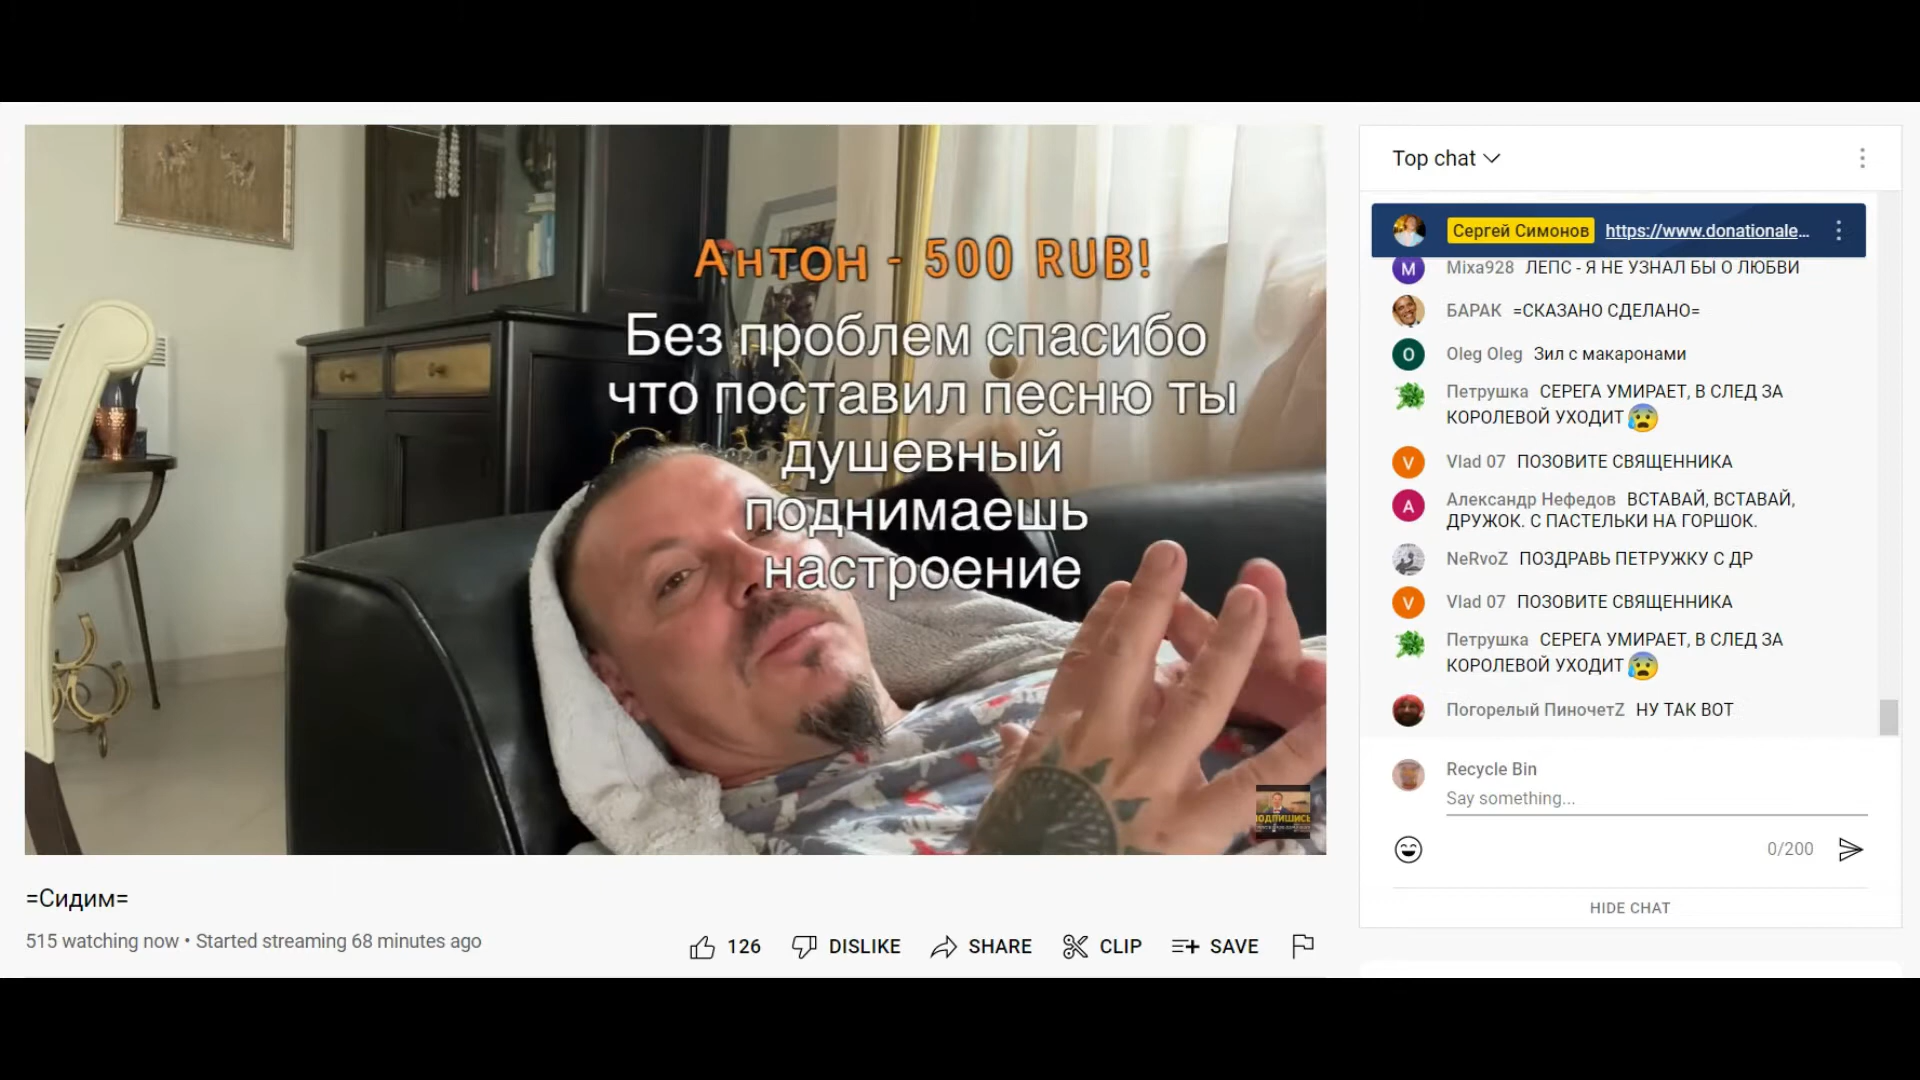 Антон - 500 RUB!
Без проблем спасибо
что поставил песню ты
душевный
поднимаешь
настроение
ПОДПИШИСЬ
=Сидим=
515 watching now • Started streaming 68 minutes ago
126
DISLIKE
SHARE
CLIP
SAVE
Top chat
Сергей Симонов https://www.donationale...
M Mixa928 ЛЕПС - Я НЕ УЗНАЛ БЫ О ЛЮБВИ
БАРАК =СКАЗАНО СДЕЛАНО=
O Oleg Oleg Зил с макаронами
Петрушка СЕРЕГА УМИРАЕТ, В СЛЕД ЗА
КОРОЛЕВОЙ УХОДИТ
V Vlad 07 ПОЗОВИТЕ СВЯЩЕННИКА
А Александр Нефедов ВСТАВАЙ, ВСТАВАЙ,
ДРУЖОК. С ПАСТЕЛЬКИ НА ГОРШОК.
NeRvoZ ПОЗДРАВЬ ПЕТРУЖКУ С ДР
V Vlad 07 ПОЗОВИТЕ СВЯЩЕННИКА
Петрушка СЕРЕГА УМИРАЕТ, В СЛЕД ЗА
КОРОЛЕВОЙ УХОДИТ
Погорелый ПиночетZ НУ ТАК ВОТ
Recycle Bin
Say something...
0/200
HIDE CHAT